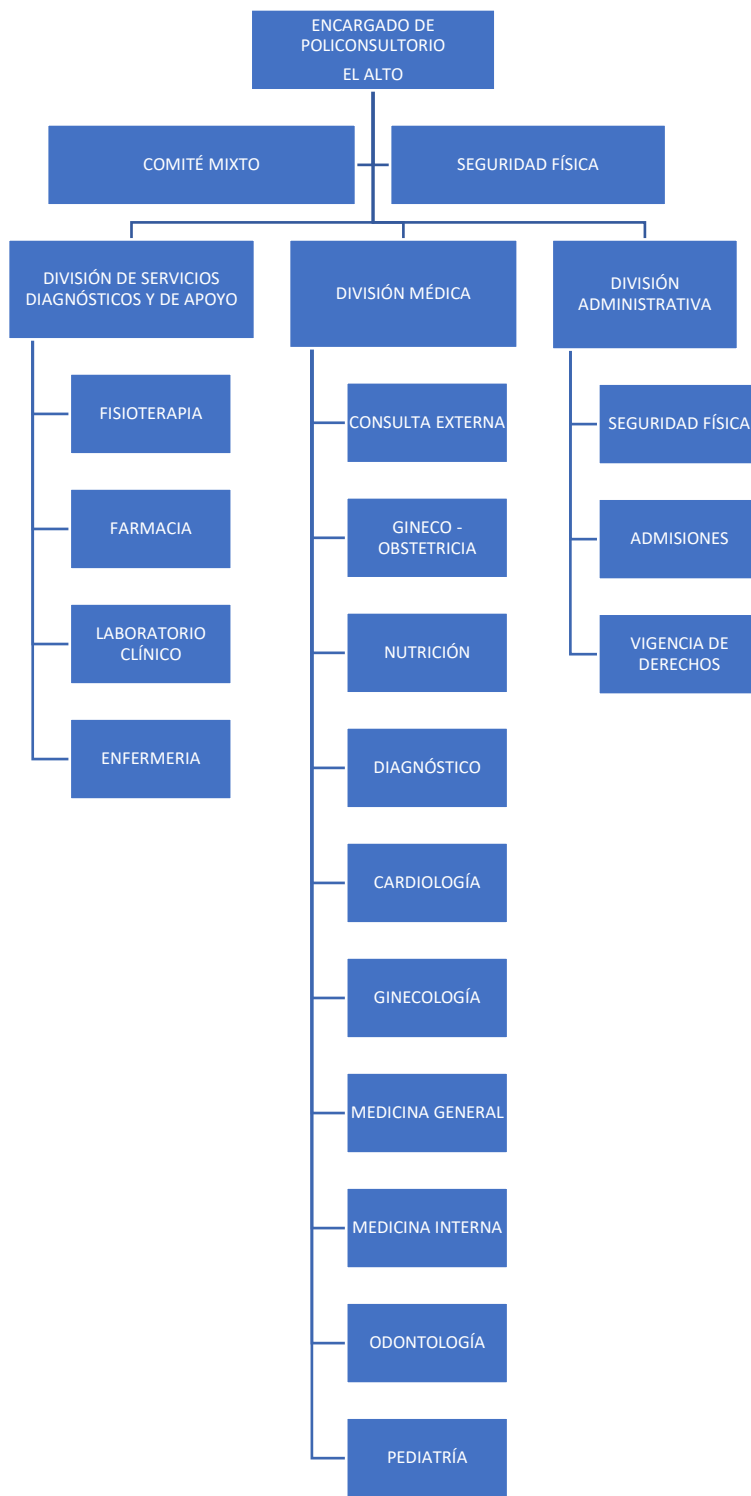 ENCARGADO DE
POLICONSULTORIO
EL ALTO
COMITÉ MIXTO
SEGURIDAD FÍSICA
DIVISIÓN DE SERVICIOS
DIAGNÓSTICOS Y DE APOYO
FISIOTERAPIA
FARMACIA
LABORATORIO
CLÍNICO
ENFERMERIA
DIVISIÓN MÉDICA
CONSULTA EXTERNA
GINECO -
OBSTETRICIA
NUTRICIÓN
DIAGNÓSTICO
CARDIOLOGÍA
GINECOLOGÍA
MEDICINA GENERAL
MEDICINA INTERNA
ODONTOLOGÍA
PEDIATRÍA
DIVISIÓN
ADMINISTRATIVA
SEGURIDAD FÍSICA
ADMISIONES
VIGENCIA DE
DERECHOS